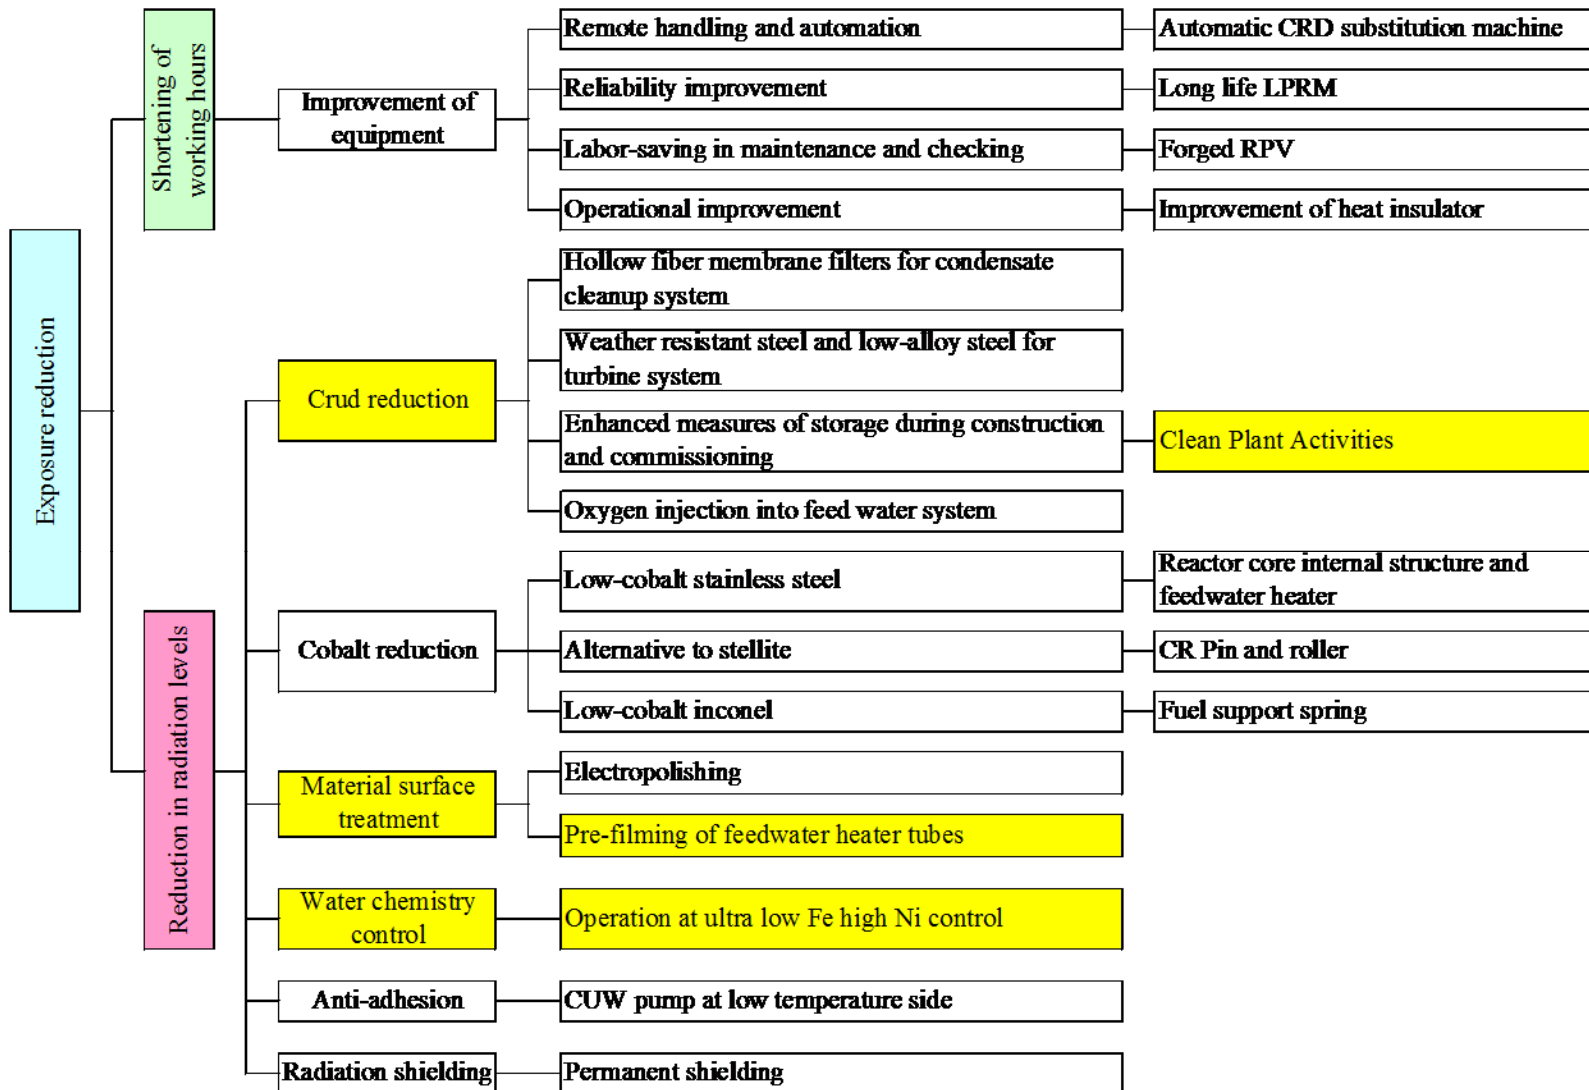 Exposure reduction
Shortening of
working hours
Improvement of
equipment
Remote handling and automation
Automatic CRD substitution machine
Reliability improvement
Long life LPRM
Labor-saving in maintenance and checking
Forged RPV
Operational improvement
Improvement of heat insulator
Reduction in radiation levels
Crud reduction
Hollow fiber membrane filters for condensate
cleanup system
Weather resistant steel and low-alloy steel for
turbine system
Enhanced measures of storage during construction
and commissioning
Clean Plant Activities
Oxygen injection into feed water system
Cobalt reduction
Low-cobalt stainless steel
Reactor core internal structure and
feedwater heater
Alternative to stellite
CR Pin and roller
Low-cobalt inconel
Fuel support spring
Material surface
treatment
Electropolishing
Pre-filming of feedwater heater tubes
Water chemistry
control
Operation at ultra low Fe high Ni control
Anti-adhesion
CUW pump at low temperature side
Radiation shielding
Permanent shielding